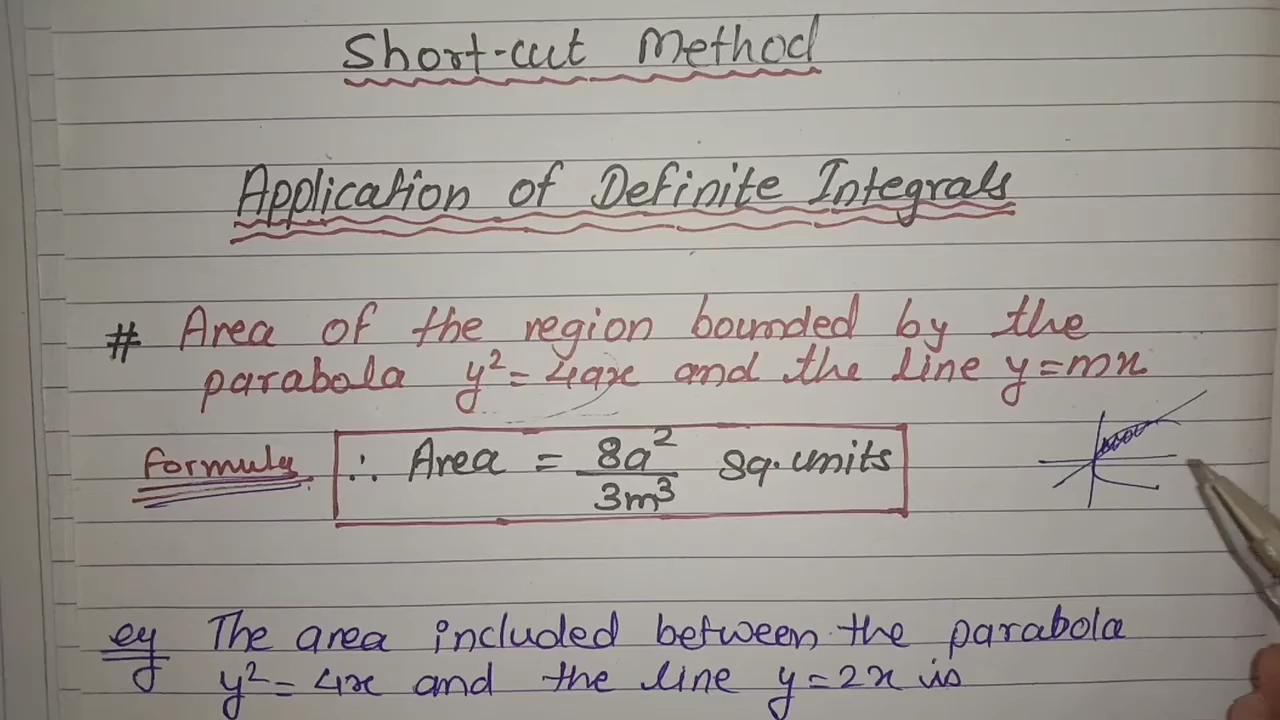 Short-cut Method
Application of Definite Integrals
# Area of the region bounded by the
parabola y² = 4ax and the line y=mx
Formula ∴ Area = 8a²/3m³ sq. units
eg The area included between the parabola
y² = 4x and the line y = 2x is